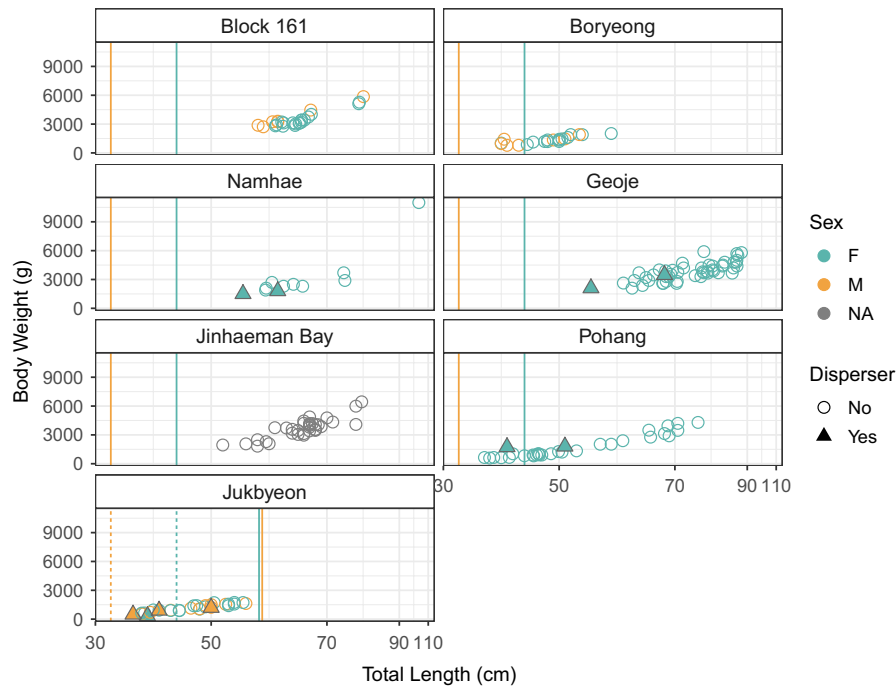 Block 161
Boryeong
9000
6000
3000
0
Namhae
Geoje
9000
6000
3000
0
Jinhaeman Bay
Pohang
9000
6000
3000
0
30 50 70 90 110
Jukbyeon
9000
6000
3000
0
30 50 70 90 110
Total Length (cm)
Body Weight (g)
Sex
F
M
NA
Disperser
No
Yes